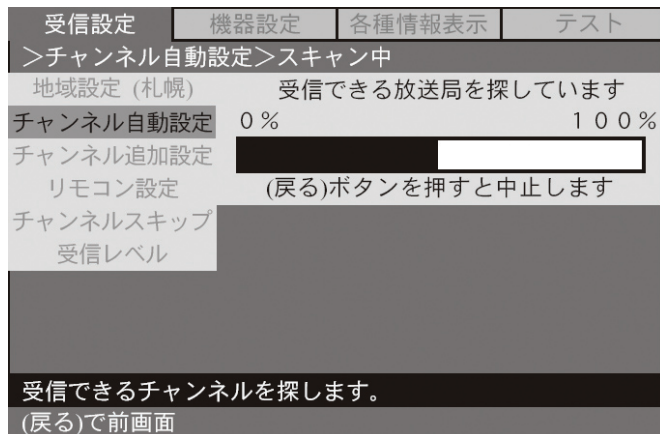 受信設定 機器設定 各種情報表示 テスト
>チャンネル自動設定>スキャン中
地域設定 (札幌) 受信できる放送局を探しています
チャンネル自動設定 0% 100%
チャンネル追加設定
リモコン設定 (戻る)ボタンを押すと中止します
チャンネルスキップ
受信レベル
受信できるチャンネルを探します。
(戻る)で前画面